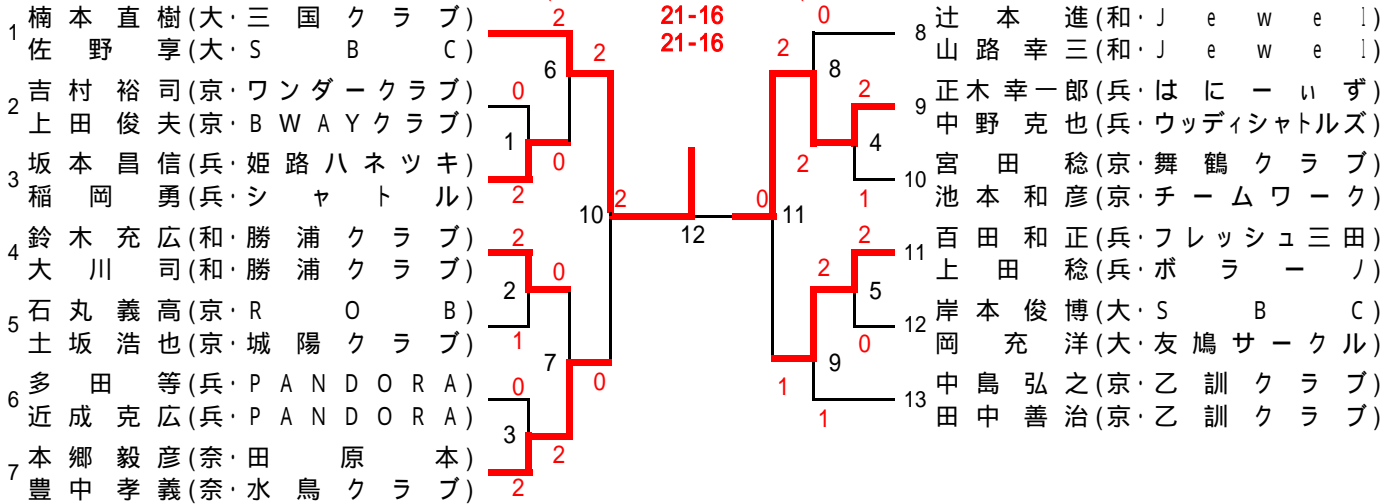 1 楠本直樹(大・三国クラブ)
佐野享(大・SBC)
2 吉村裕司(京・ワンダークラブ)
上田俊夫(京・BWAYクラブ)
3 坂本昌信(兵・姫路ハネツキ)
稲岡勇(兵・シャトル)
4 鈴木充広(和・勝浦クラブ)
大川司(和・勝浦クラブ)
5 石丸義高(京・ROB)
土坂浩也(京・城陽クラブ)
6 多田等(兵・PANDORA)
近成克広(兵・PANDORA)
7 本郷毅彦(奈・田原本)
豊中孝義(奈・水鳥クラブ)
2
6
2
0
1
0
2
2
0
2
1
7
0
0
3
2
2
10
2
21-16
21-16
12
0
11
0
2
8
2
4
2
1
2
2
5
0
9
1
1
8 辻本進(和・Jewel)
山路幸三(和・Jewel)
9 正木幸一郎(兵・はにーぃず)
中野克也(兵・ウッディシャトルズ)
10 宮田稔(京・舞鶴クラブ)
池本和彦(京・チームワーク)
11 百田和正(兵・フレッシュ三田)
上田稔(兵・ボラーノ)
12 岸本俊博(大・SBC)
岡充洋(大・友鳩サークル)
13 中島弘之(京・乙訓クラブ)
田中善治(京・乙訓クラブ)